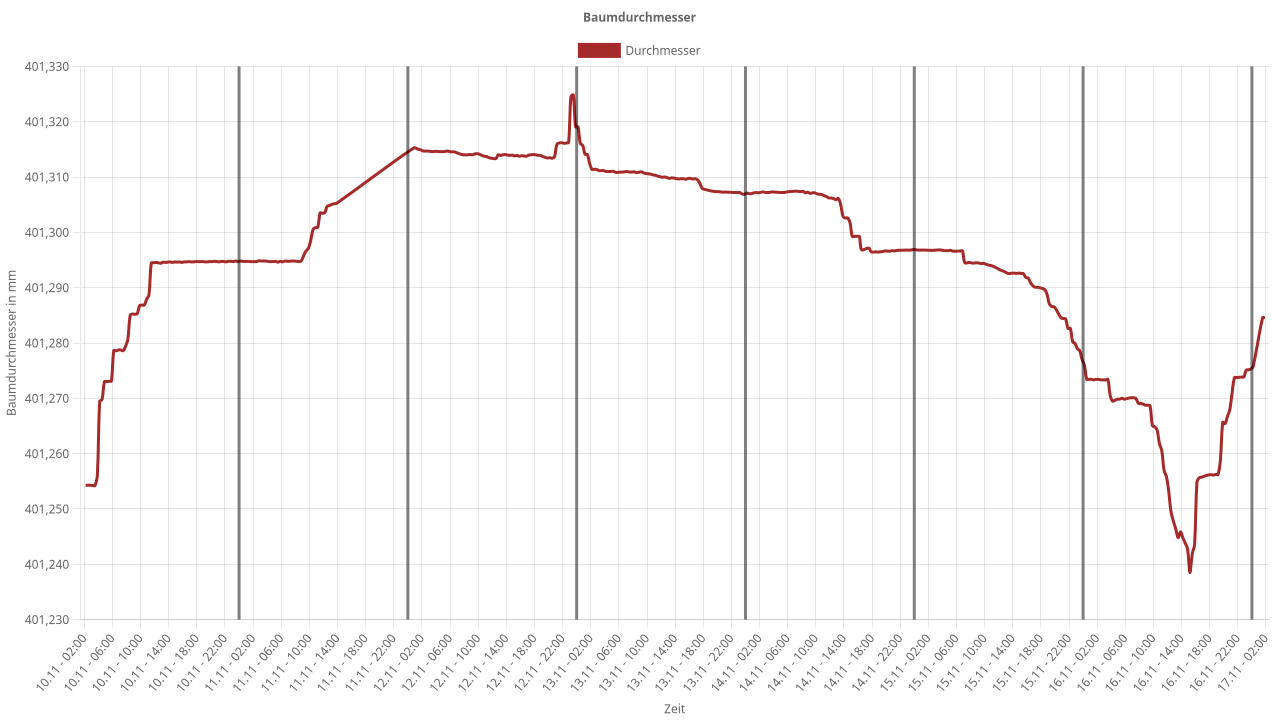 Baumdurchmesser
Durchmesser
401,330
401,320
401,310
401,300
401,290
401,280
401,270
401,260
401,250
401,240
401,230
Baumdurchmesser in mm
10.11 - 02:00
10.11 - 06:00
10.11 - 10:00
10.11 - 14:00
10.11 - 18:00
10.11 - 22:00
11.11 - 02:00
11.11 - 06:00
11.11 - 10:00
11.11 - 14:00
11.11 - 18:00
11.11 - 22:00
12.11 - 02:00
12.11 - 06:00
12.11 - 10:00
12.11 - 14:00
12.11 - 18:00
12.11 - 22:00
13.11 - 02:00
13.11 - 06:00
13.11 - 10:00
13.11 - 14:00
13.11 - 18:00
13.11 - 22:00
14.11 - 02:00
14.11 - 06:00
14.11 - 10:00
14.11 - 14:00
14.11 - 18:00
14.11 - 22:00
15.11 - 02:00
15.11 - 06:00
15.11 - 10:00
15.11 - 14:00
15.11 - 18:00
15.11 - 22:00
16.11 - 02:00
16.11 - 06:00
16.11 - 10:00
16.11 - 14:00
16.11 - 18:00
16.11 - 22:00
17.11 - 02:00
Zeit